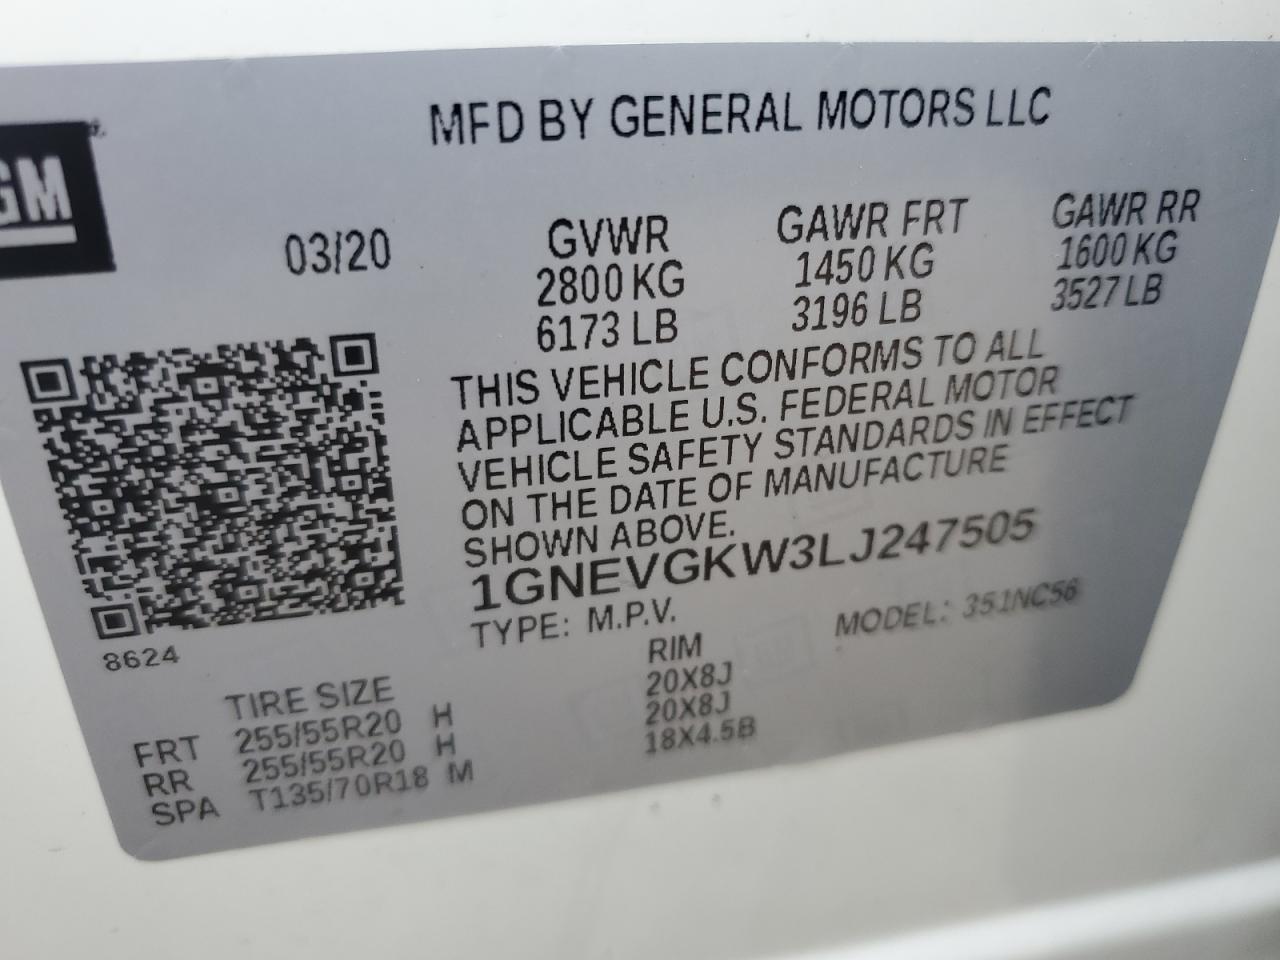 MFD BY GENERAL MOTORS LLC
GM
03/20
GVWR
2800 KG
6173 LB
GAWR FRT
1450 KG
3196 LB
GAWR RR
1600 KG
3527 LB
THIS VEHICLE CONFORMS TO ALL
APPLICABLE U.S. FEDERAL MOTOR
VEHICLE SAFETY STANDARDS IN EFFECT
ON THE DATE OF MANUFACTURE
SHOWN ABOVE.
1GNEVGKW3LJ247505
TYPE: M.P.V. MODEL: 351NC56
8624
TIRE SIZE RIM
FRT 255/55R20 H 20X8J
RR 255/55R20 H 20X8J
SPA T135/70R18 M 18X4.5B